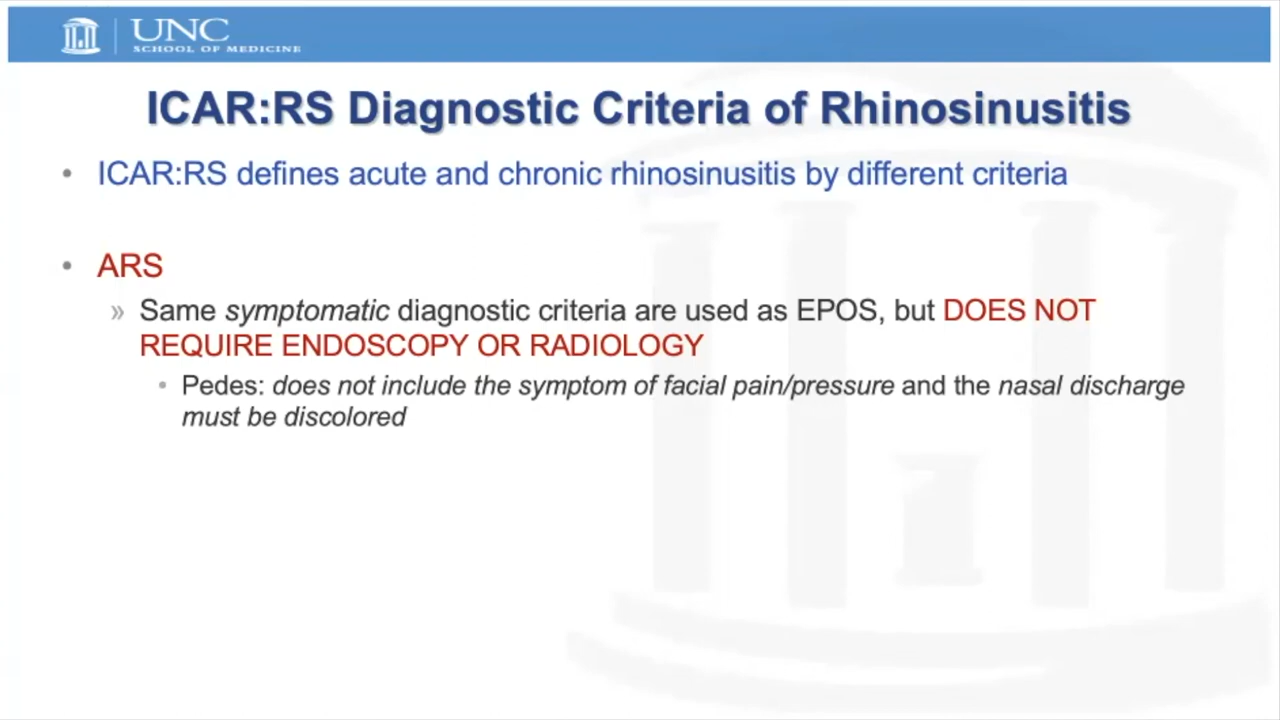 UNC
SCHOOL OF MEDICINE
ICAR:RS Diagnostic Criteria of Rhinosinusitis
• ICAR:RS defines acute and chronic rhinosinusitis by different criteria
• ARS
» Same symptomatic diagnostic criteria are used as EPOS, but DOES NOT
REQUIRE ENDOSCOPY OR RADIOLOGY
• Pedes: does not include the symptom of facial pain/pressure and the nasal discharge
must be discolored